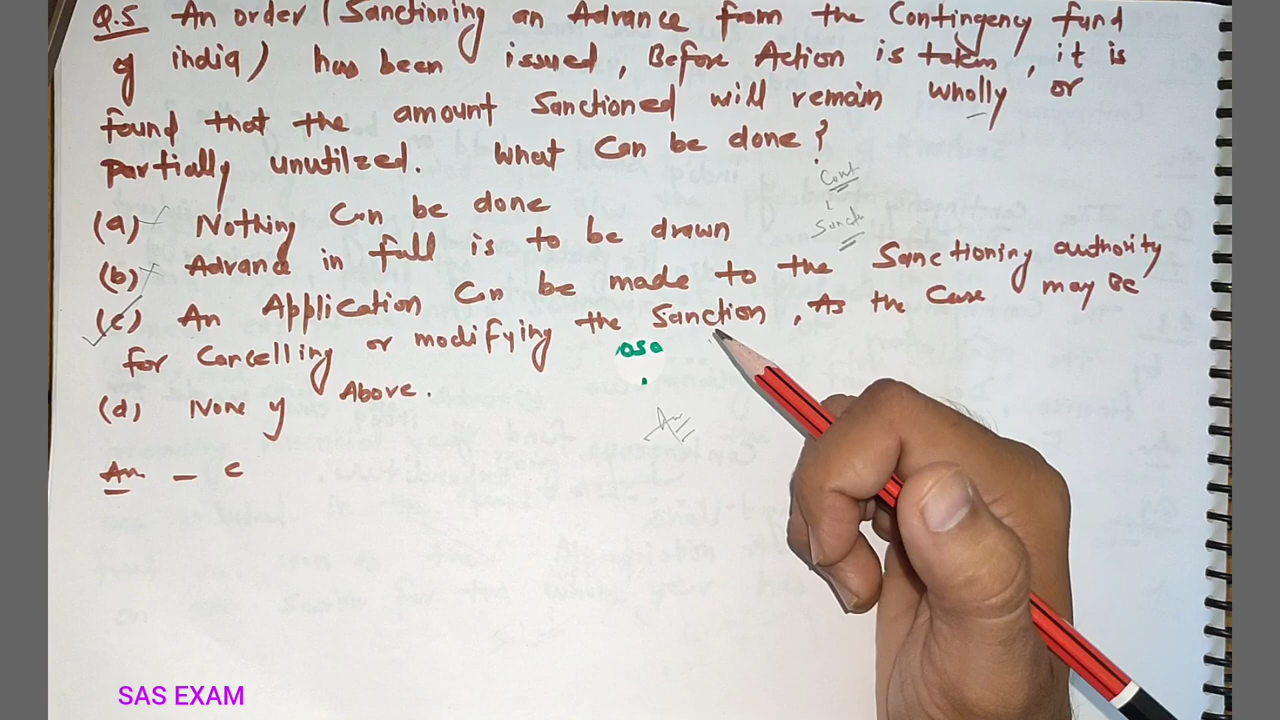 Q.5 An order (Sanctioning an Advance from the Contingency fund
of india) has been issued, Before Action is taken, it is
found that the amount Sanctioned will remain wholly or
partially unutilzed. What Can be done?
(a) Nothing Can be done
(b) Advance in full is to be drawn
(c) An Application Can be made to the Sanctioning authority
for Cancelling or modifying the Sanction, As the Case may Be
(d) None of Above.
An - c
Cont
SAS EXAM